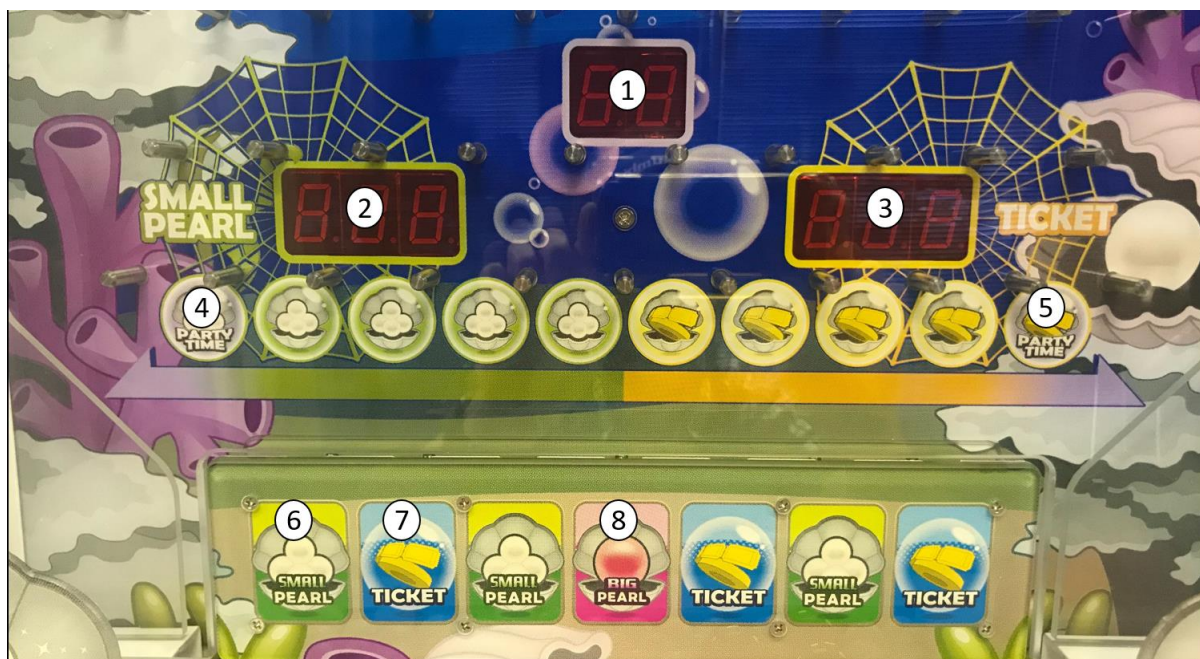 1
2
3
SMALL
PEARL
TICKET
4
5
PARTY
TIME
PARTY
TIME
6
7
8
SMALL
PEARL
TICKET
SMALL
PEARL
BIG
PEARL
TICKET
SMALL
PEARL
TICKET